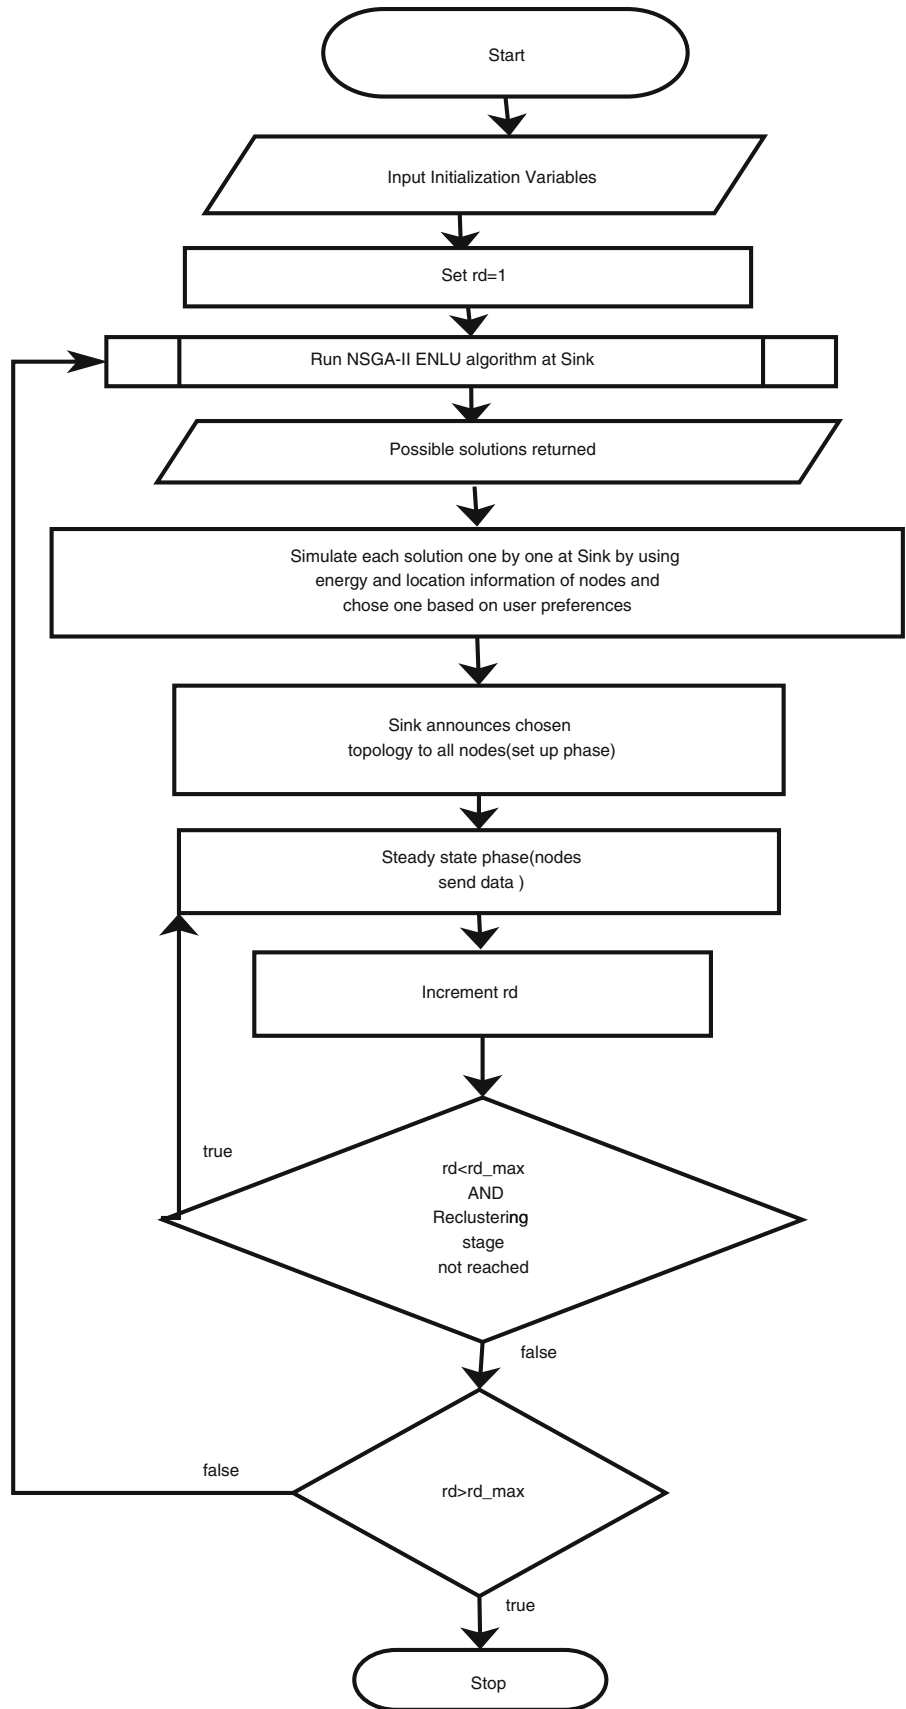 Start
Input Initialization Variables
Set rd=1
Run NSGA-II ENLU algorithm at Sink
Possible solutions returned
Simulate each solution one by one at Sink by using
energy and location information of nodes and
chose one based on user preferences
Sink announces chosen
topology to all nodes(set up phase)
Steady state phase(nodes
send data )
Increment rd
true
rd<rd_max
AND
Reclustering
stage
not reached
false
false
rd>rd_max
true
Stop